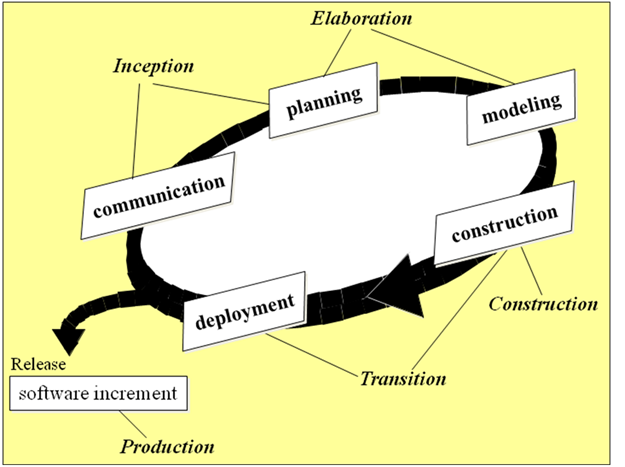 Elaboration
Inception
planning
modeling
communication
construction
deployment
Construction
Release
software increment
Transition
Production